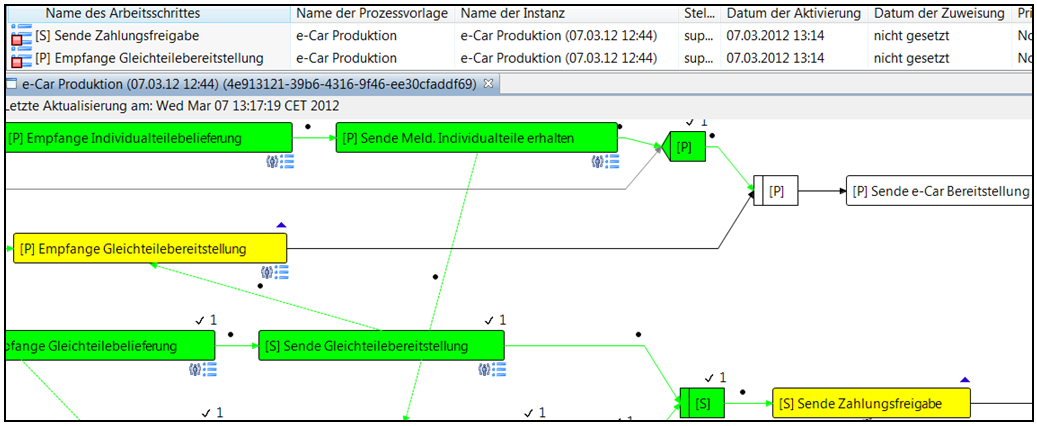 Name des Arbeitsschrittes Name der Prozessvorlage Name der Instanz Stel... Datum der Aktivierung Datum der Zuweisung Pri
[S] Sende Zahlungsfreigabe e-Car Produktion e-Car Produktion (07.03.12 12:44) sup... 07.03.2012 13:14 nicht gesetzt No
[P] Empfange Gleichteilebereitstellung e-Car Produktion e-Car Produktion (07.03.12 12:44) sup... 07.03.2012 13:14 nicht gesetzt No
e-Car Produktion (07.03.12 12:44) (4e913121-39b6-4316-9f46-ee30cfaddf69)
Letzte Aktualisierung am: Wed Mar 07 13:17:19 CET 2012
1
[P] Empfange Individualteilebelieferung [P] Sende Meld. Individualteile erhalten [P]
[P] [P] Sende e-Car Bereitstellung
[P] Empfange Gleichteilebereitstellung
1 1
pfange Gleichteilebelieferung [S] Sende Gleichteilebereitstellung
1
[S] [S] Sende Zahlungsfreigabe
1 1 1